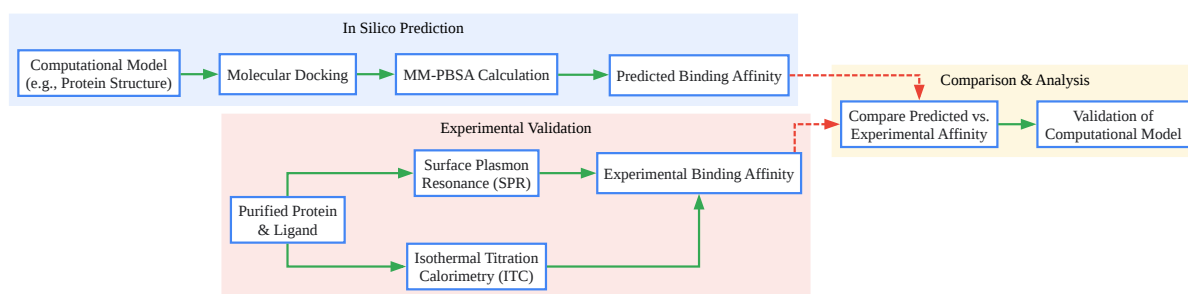 In Silico Prediction
Computational Model
(e.g., Protein Structure)
Molecular Docking
MM-PBSA Calculation
Predicted Binding Affinity
Comparison & Analysis
Compare Predicted vs.
Experimental Affinity
Validation of
Computational Model
Experimental Validation
Purified Protein
& Ligand
Surface Plasmon
Resonance (SPR)
Experimental Binding Affinity
Isothermal Titration
Calorimetry (ITC)